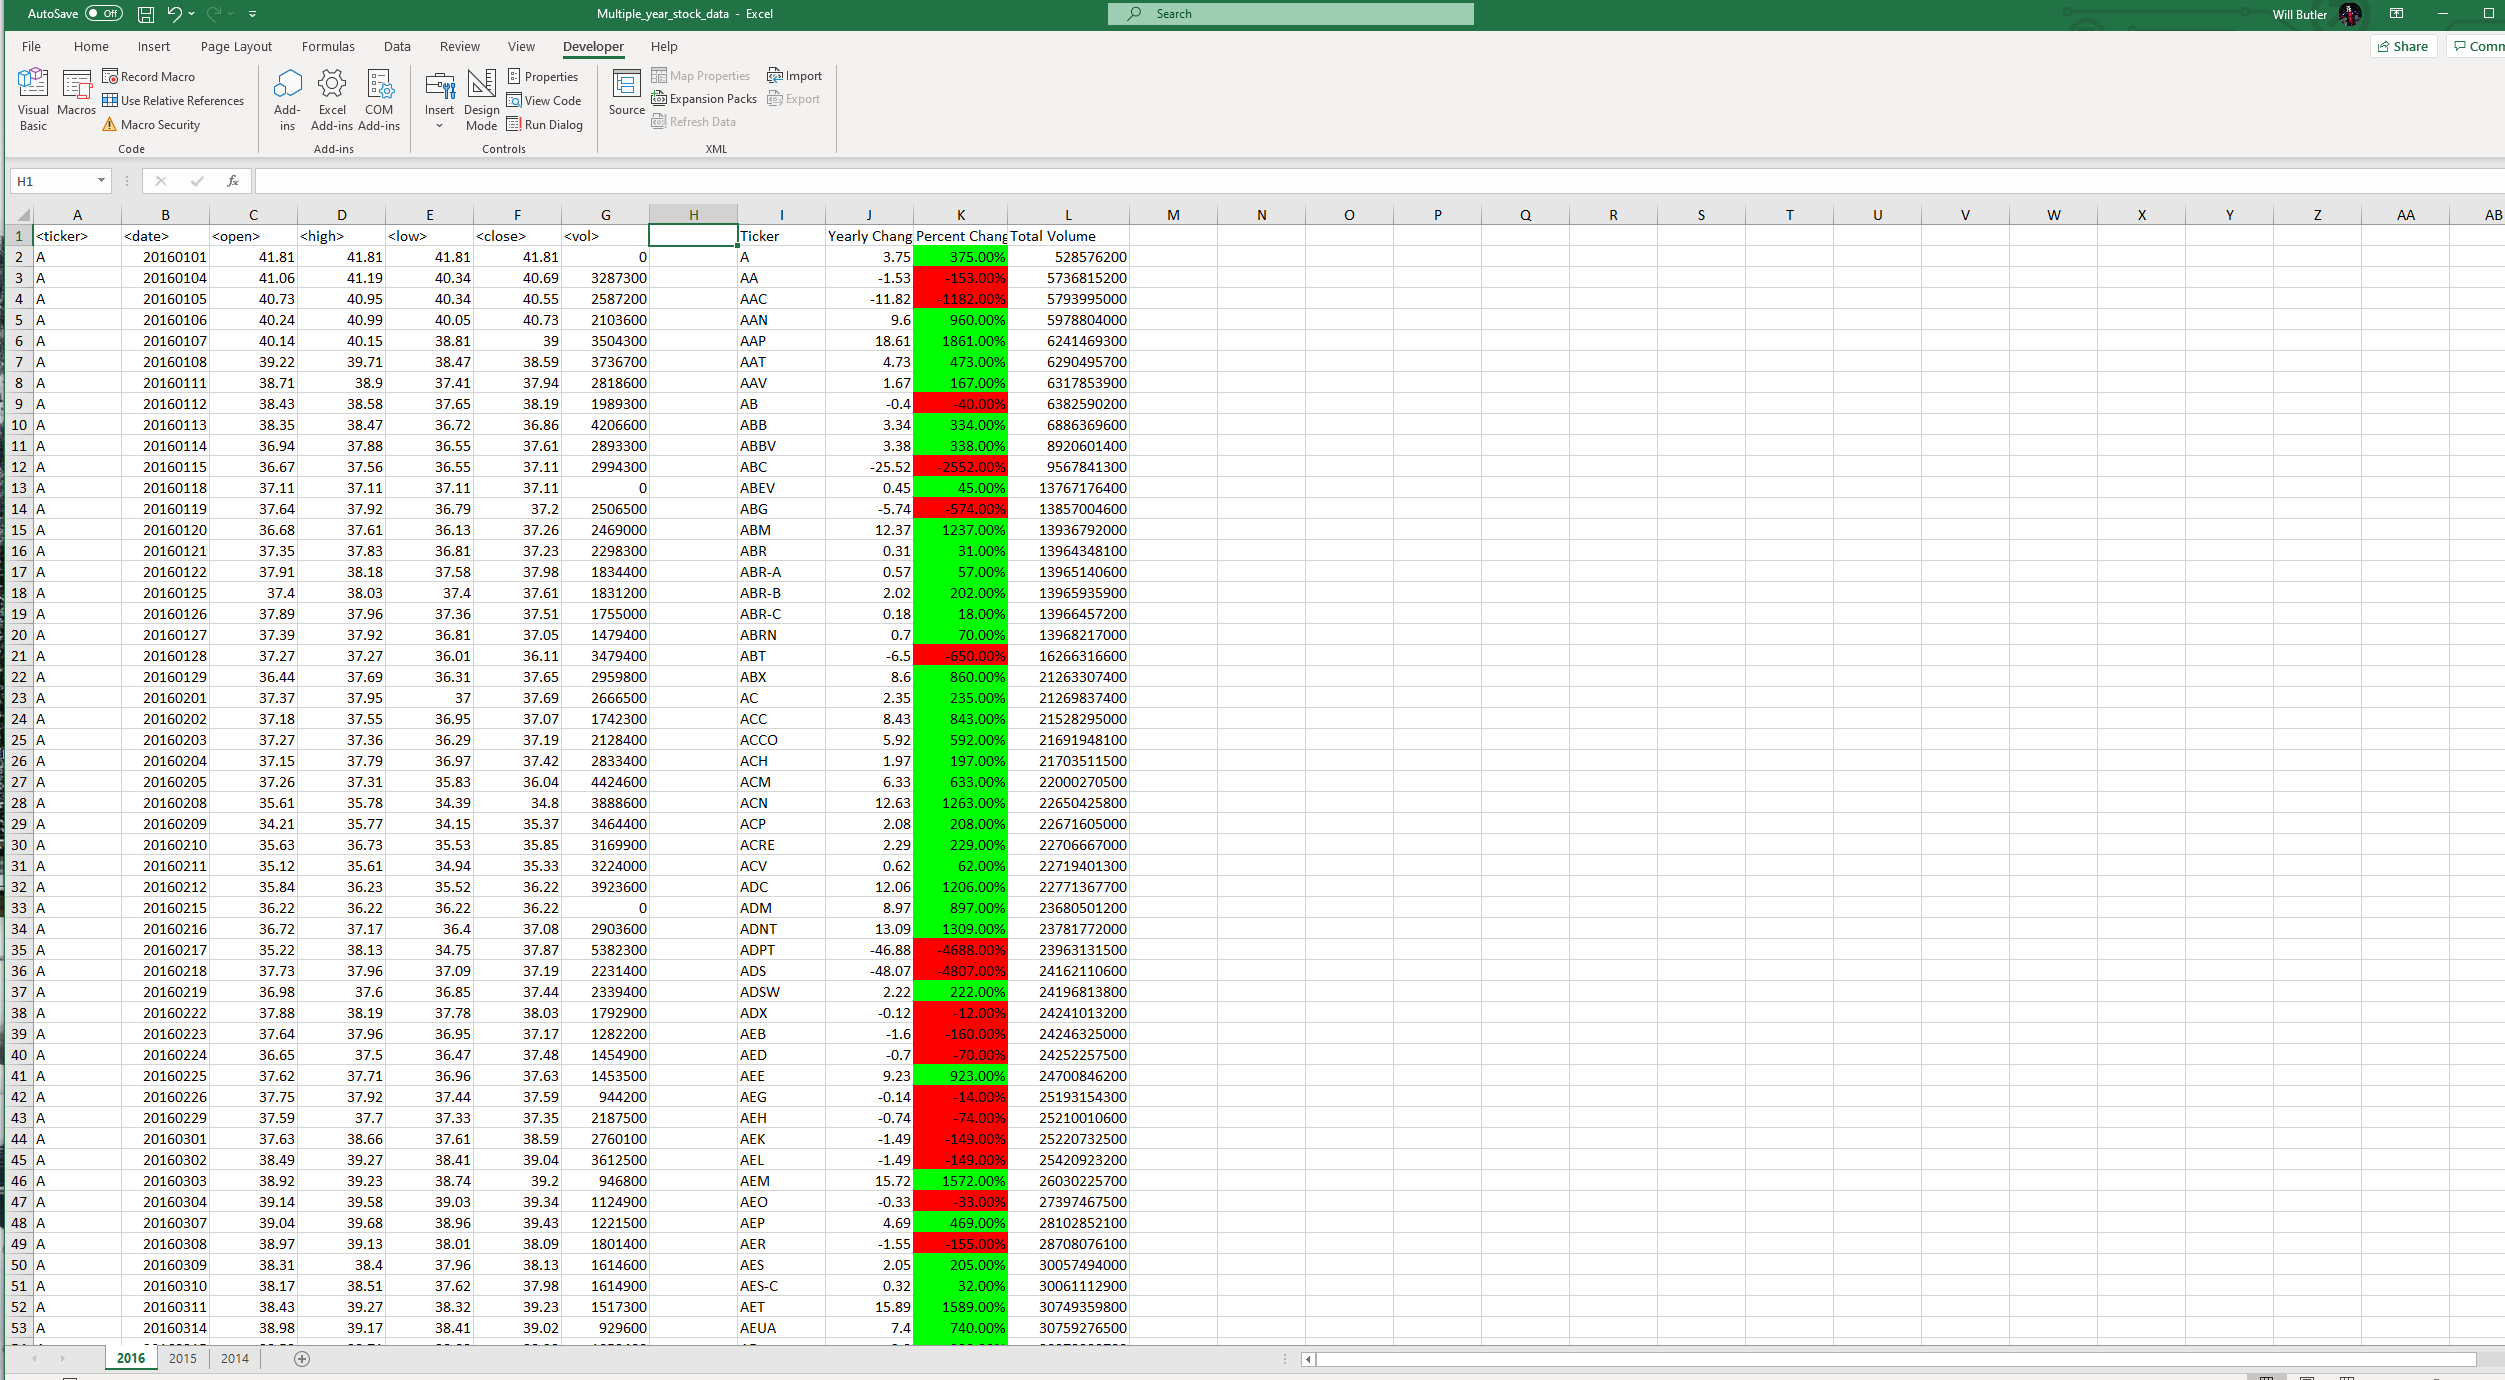 AutoSave Off Multiple_year_stock_data - Excel Search Will Butler
File Home Insert Page Layout Formulas Data Review View Developer Help Share Comm
Visual Basic Macros Record Macro Use Relative References Macro Security Add-ins Excel Add-ins COM Add-ins Insert Design Mode Properties View Code Run Dialog Source Map Properties Expansion Packs Refresh Data Import Export
Code Add-ins Controls XML
H1 fx
A B C D E F G H I J K L M N O P Q R S T U V W X Y Z AA AB
1 <ticker> <date> <open> <high> <low> <close> <vol> Ticker Yearly Chang Percent Chang Total Volume
2 A 20160101 41.81 41.81 41.81 41.81 0 A 3.75 375.00% 528576200
3 A 20160104 41.06 41.19 40.34 40.69 3287300 AA -1.53 -153.00% 5736815200
4 A 20160105 40.73 40.95 40.34 40.55 2587200 AAC -11.82 -1182.00% 5793995000
5 A 20160106 40.24 40.99 40.05 40.73 2103600 AAN 9.6 960.00% 5978804000
6 A 20160107 40.14 40.15 38.81 39 3504300 AAP 18.61 1861.00% 6241469300
7 A 20160108 39.22 39.71 38.47 38.59 3736700 AAT 4.73 473.00% 6290495700
8 A 20160111 38.71 38.9 37.41 37.94 2818600 AAV 1.67 167.00% 6317853900
9 A 20160112 38.43 38.58 37.65 38.19 1989300 AB -0.4 -40.00% 6382590200
10 A 20160113 38.35 38.47 36.72 36.86 4206600 ABB 3.34 334.00% 6886369600
11 A 20160114 36.94 37.88 36.55 37.61 2893300 ABBV 3.38 338.00% 8920601400
12 A 20160115 36.67 37.56 36.55 37.11 2994300 ABC -25.52 -2552.00% 9567841300
13 A 20160118 37.11 37.11 37.11 37.11 0 ABEV 0.45 45.00% 13767176400
14 A 20160119 37.64 37.92 36.79 37.2 2506500 ABG -5.74 -574.00% 13857004600
15 A 20160120 36.68 37.61 36.13 37.26 2469000 ABM 12.37 1237.00% 13936792000
16 A 20160121 37.35 37.83 36.81 37.23 2298300 ABR 0.31 31.00% 13964348100
17 A 20160122 37.91 38.18 37.58 37.98 1834400 ABR-A 0.57 57.00% 13965140600
18 A 20160125 37.4 38.03 37.4 37.61 1831200 ABR-B 2.02 202.00% 13965935900
19 A 20160126 37.89 37.96 37.36 37.51 1755000 ABR-C 0.18 18.00% 13966457200
20 A 20160127 37.39 37.92 36.81 37.05 1479400 ABRN 0.7 70.00% 13968217000
21 A 20160128 37.27 37.27 36.01 36.11 3479400 ABT -6.5 -650.00% 16266316600
22 A 20160129 36.44 37.69 36.31 37.65 2959800 ABX 8.6 860.00% 21263307400
23 A 20160201 37.37 37.95 37 37.69 2666500 AC 2.35 235.00% 21269837400
24 A 20160202 37.18 37.55 36.95 37.07 1742300 ACC 8.43 843.00% 21528295000
25 A 20160203 37.27 37.36 36.29 37.19 2128400 ACCO 5.92 592.00% 21691948100
26 A 20160204 37.15 37.79 36.97 37.42 2833400 ACH 1.97 197.00% 21703511500
27 A 20160205 37.26 37.31 35.83 36.04 4424600 ACM 6.33 633.00% 22000270500
28 A 20160208 35.61 35.78 34.39 34.8 3888600 ACN 12.63 1263.00% 22650425800
29 A 20160209 34.21 35.77 34.15 35.37 3464400 ACP 2.08 208.00% 22671605000
30 A 20160210 35.63 36.73 35.53 35.85 3169900 ACRE 2.29 229.00% 22706667000
31 A 20160211 35.12 35.61 34.94 35.33 3224000 ACV 0.62 62.00% 22719401300
32 A 20160212 35.84 36.23 35.52 36.22 3923600 ADC 12.06 1206.00% 22771367700
33 A 20160215 36.22 36.22 36.22 36.22 0 ADM 8.97 897.00% 23680501200
34 A 20160216 36.72 37.17 36.4 37.08 2903600 ADNT 13.09 1309.00% 23781772000
35 A 20160217 35.22 38.13 34.75 37.87 5382300 ADPT -46.88 -4688.00% 23963131500
36 A 20160218 37.73 37.96 37.09 37.19 2231400 ADS -48.07 -4807.00% 24162110600
37 A 20160219 36.98 37.6 36.85 37.44 2339400 ADSW 2.22 222.00% 24196813800
38 A 20160222 37.88 38.19 37.78 38.03 1792900 ADX -0.12 -12.00% 24241013200
39 A 20160223 37.64 37.96 36.95 37.17 1282200 AEB -1.6 -160.00% 24246325000
40 A 20160224 36.65 37.5 36.47 37.48 1454900 AED -0.7 -70.00% 24252257500
41 A 20160225 37.62 37.71 36.96 37.63 1453500 AEE 9.23 923.00% 24700846200
42 A 20160226 37.75 37.92 37.44 37.59 944200 AEG -0.14 -14.00% 25193154300
43 A 20160229 37.59 37.7 37.33 37.35 2187500 AEH -0.74 -74.00% 25210010600
44 A 20160301 37.63 38.66 37.61 38.59 2760100 AEK -1.49 -149.00% 25220732500
45 A 20160302 38.49 39.27 38.41 39.04 3612500 AEL -1.49 -149.00% 25420923200
46 A 20160303 38.92 39.23 38.74 39.2 946800 AEM 15.72 1572.00% 26030225700
47 A 20160304 39.14 39.58 39.03 39.34 1124900 AEO -0.33 -33.00% 27397467500
48 A 20160307 39.04 39.68 38.96 39.43 1221500 AEP 4.69 469.00% 28102852100
49 A 20160308 38.97 39.13 38.01 38.09 1801400 AER -1.55 -155.00% 28708076100
50 A 20160309 38.31 38.4 37.96 38.13 1614600 AES 2.05 205.00% 30057494000
51 A 20160310 38.17 38.51 37.62 37.98 1614900 AES-C 0.32 32.00% 30061112900
52 A 20160311 38.43 39.27 38.32 39.23 1517300 AET 15.89 1589.00% 30749359800
53 A 20160314 38.98 39.17 38.41 39.02 929600 AEUA 7.4 740.00% 30759276500
2016 2015 2014